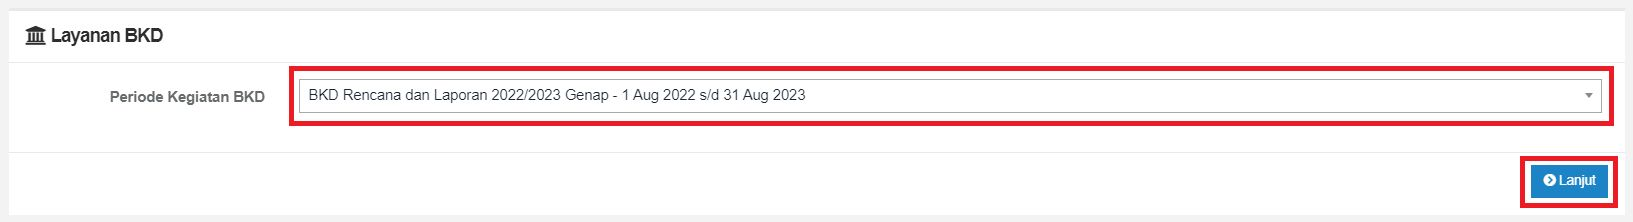 Layanan BKD
Periode Kegiatan BKD
BKD Rencana dan Laporan 2022/2023 Genap - 1 Aug 2022 s/d 31 Aug 2023
Lanjut